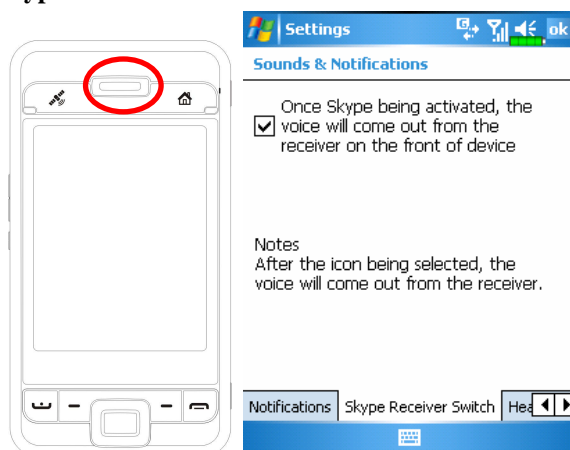 Settings
ok
Sounds & Notifications
Once Skype being activated, the
voice will come out from the
receiver on the front of device
Notes
After the icon being selected, the
voice will come out from the receiver.
Notifications Skype Receiver Switch